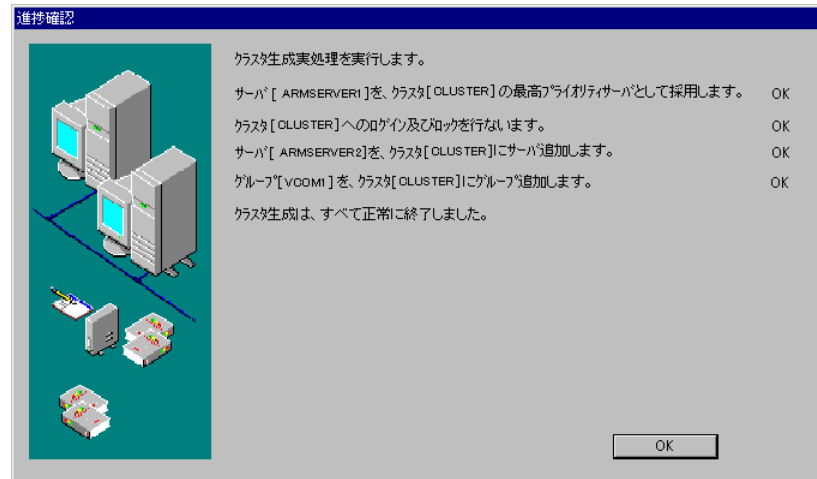 進捗確認
ｸﾗｽﾀ生成実処理を実行します。
ｻｰﾊﾞ[ ARMSERVER1 ]を、ｸﾗｽﾀ[ CLUSTER ] の最高ﾌﾟﾗｲｵﾘﾃｨｻｰﾊﾞとして採用します。 OK
ｸﾗｽﾀ[ CLUSTER ] へのﾛｸﾞｲﾝ及びﾛｯｸを行ないます。 OK
ｻｰﾊﾞ[ ARMSERVER2]を、ｸﾗｽﾀ[ CLUSTER]にｻｰﾊﾞ追加します。 OK
ｸﾞﾙｰﾌﾟ[ VCOM1 ] を、ｸﾗｽﾀ[ CLUSTER]にｸﾞﾙｰﾌﾟ追加します。 OK
ｸﾗｽﾀ生成は、すべて正常に終了しました。
OK